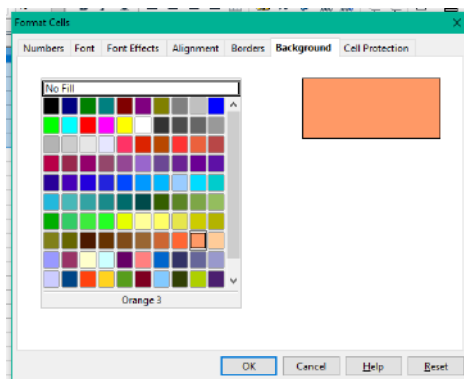 Format Cells
Numbers Font Font Effects Alignment Borders Background Cell Protection
No Fill
Orange 3
OK Cancel Help Reset